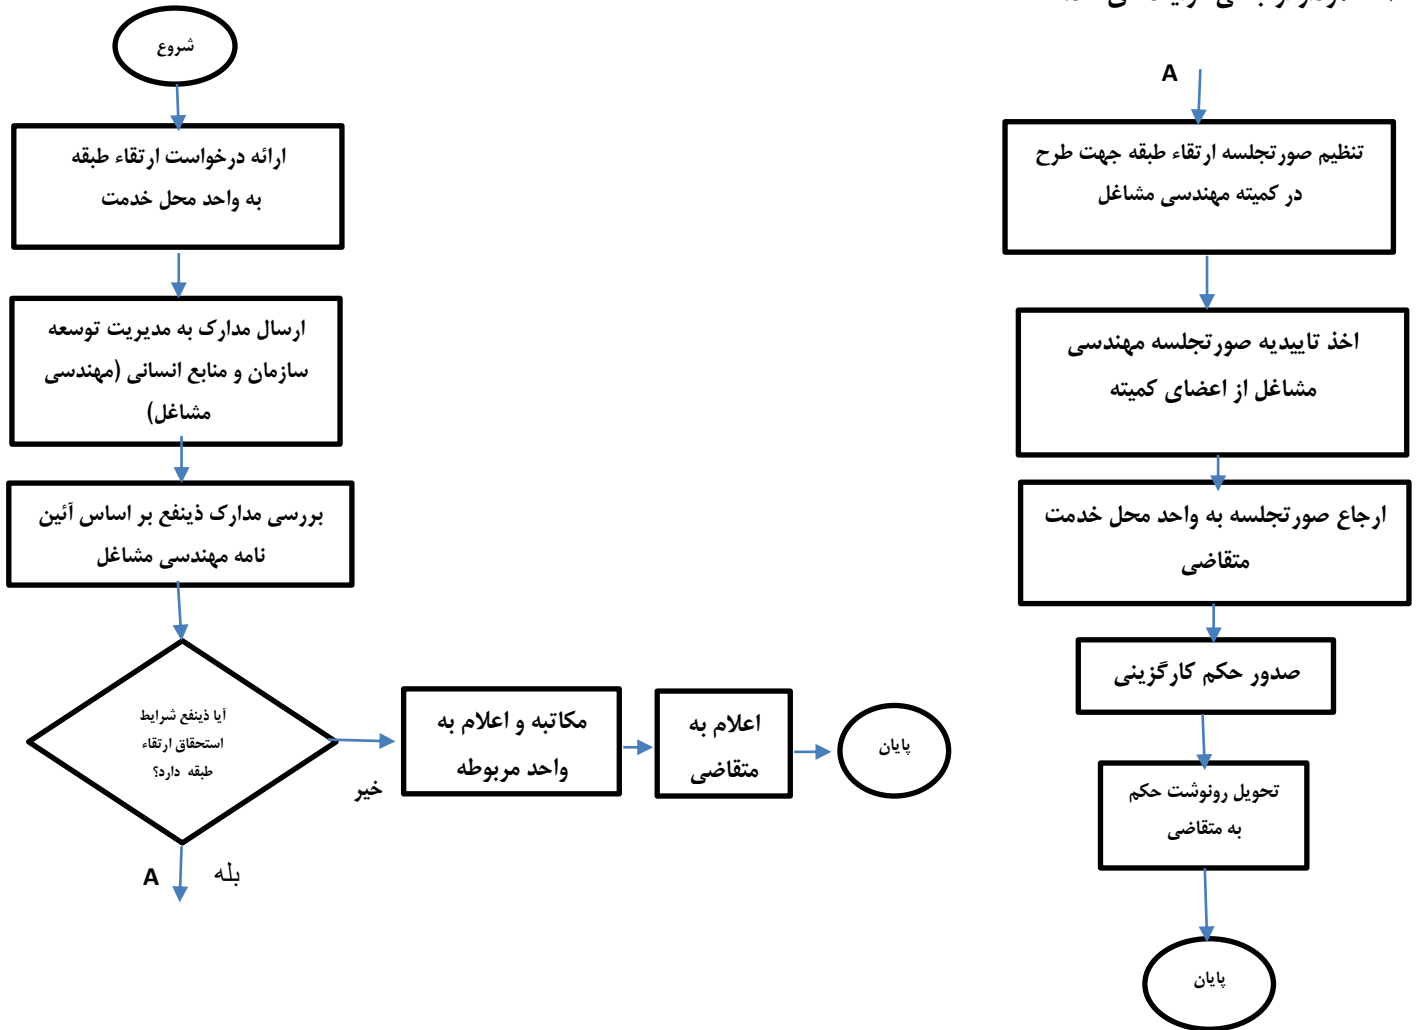 شروع
ارائه درخواست ارتقاء طبقه
به واحد محل خدمت
ارسال مدارک به مدیریت توسعه
سازمان و منابع انسانی (مهندسی
مشاغل)
بررسی مدارک ذینفع بر اساس آئین
نامه مهندسی مشاغل
آیا ذینفع شرایط
استحقاق ارتقاء
طبقه دارد؟
خیر
مکاتبه و اعلام به
واحد مربوطه
اعلام به
متقاضی
پایان
بله
A
A
تنظیم صورتجلسه ارتقاء طبقه جهت طرح
در کمیته مهندسی مشاغل
اخذ تاییدیه صورتجلسه مهندسی
مشاغل از اعضای کمیته
ارجاع صورتجلسه به واحد محل خدمت
متقاضی
صدور حکم کارگزینی
تحویل رونوشت حکم
به متقاضی
پایان